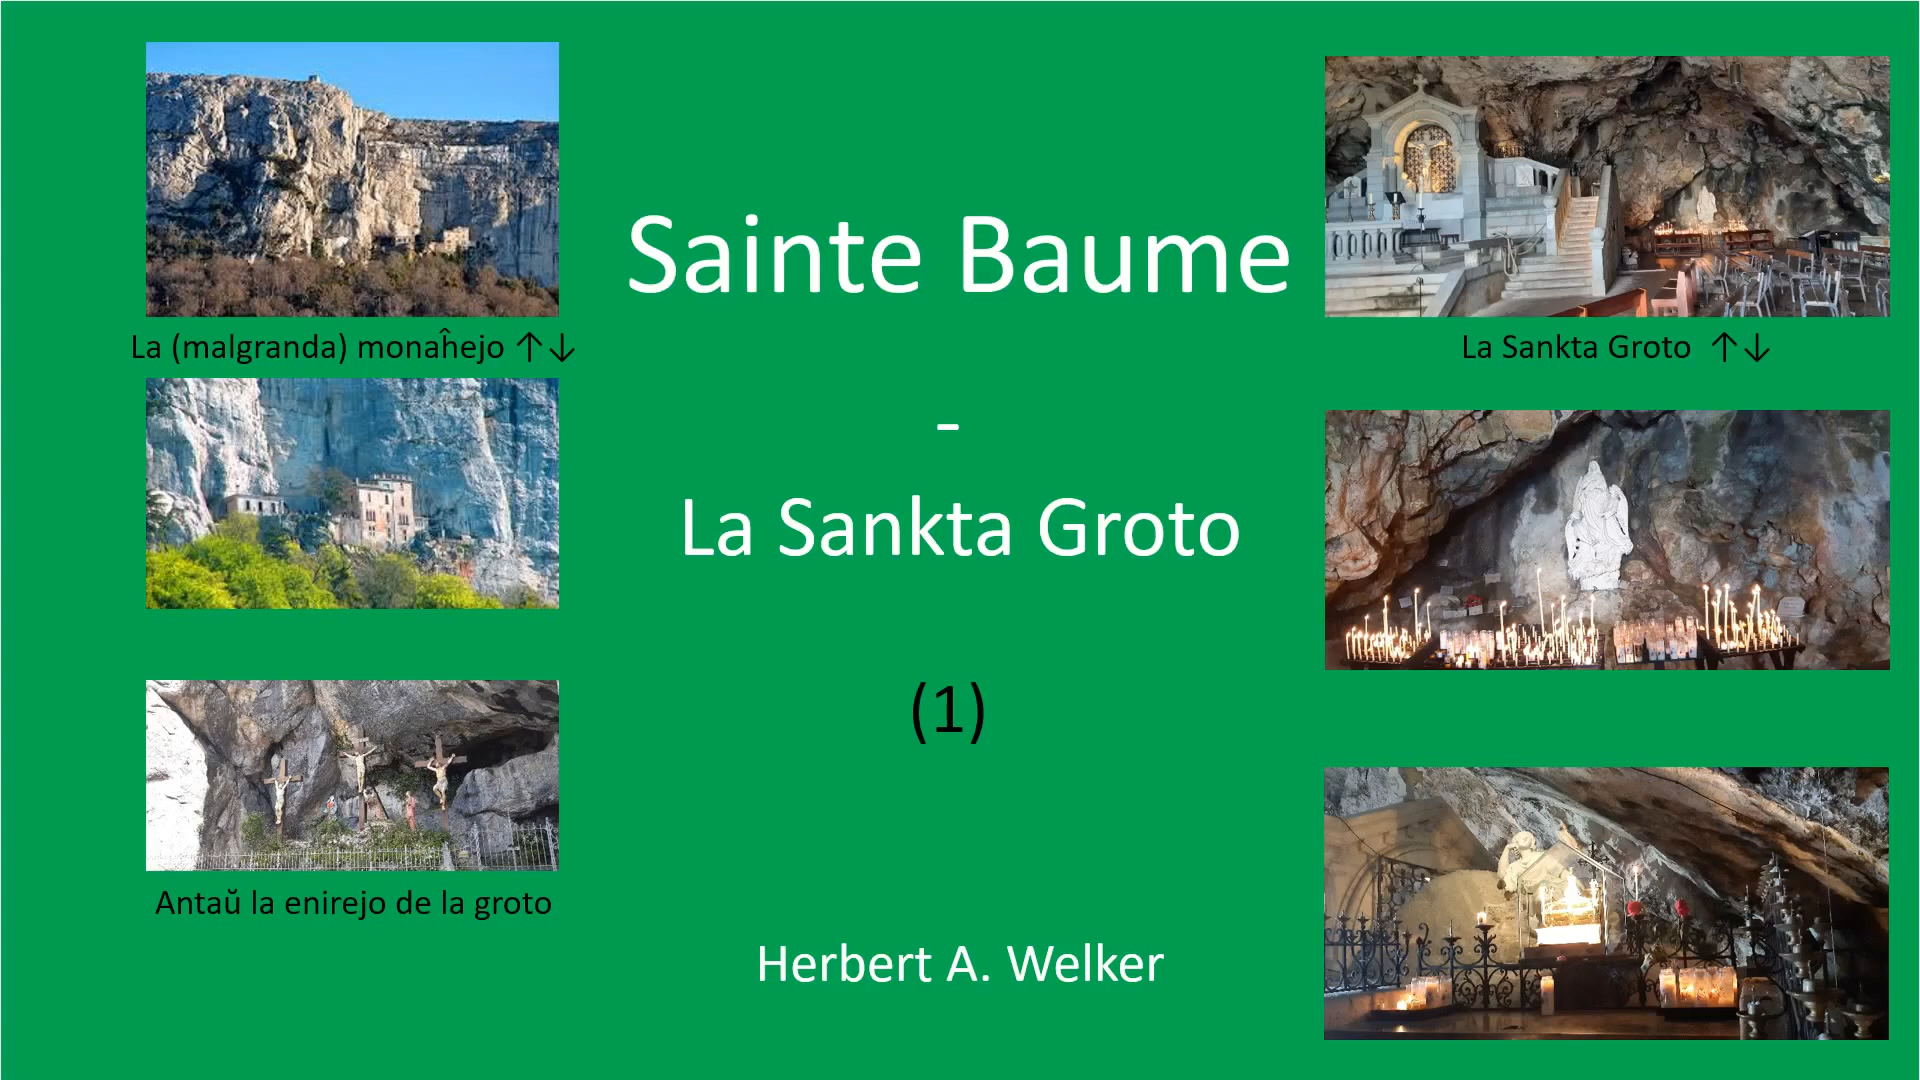 Sainte Baume
-
La Sankta Groto
(1)
Herbert A. Welker
La (malgranda) monaĥejo ↑↓
Antaŭ la enirejo de la groto
La Sankta Groto ↑↓